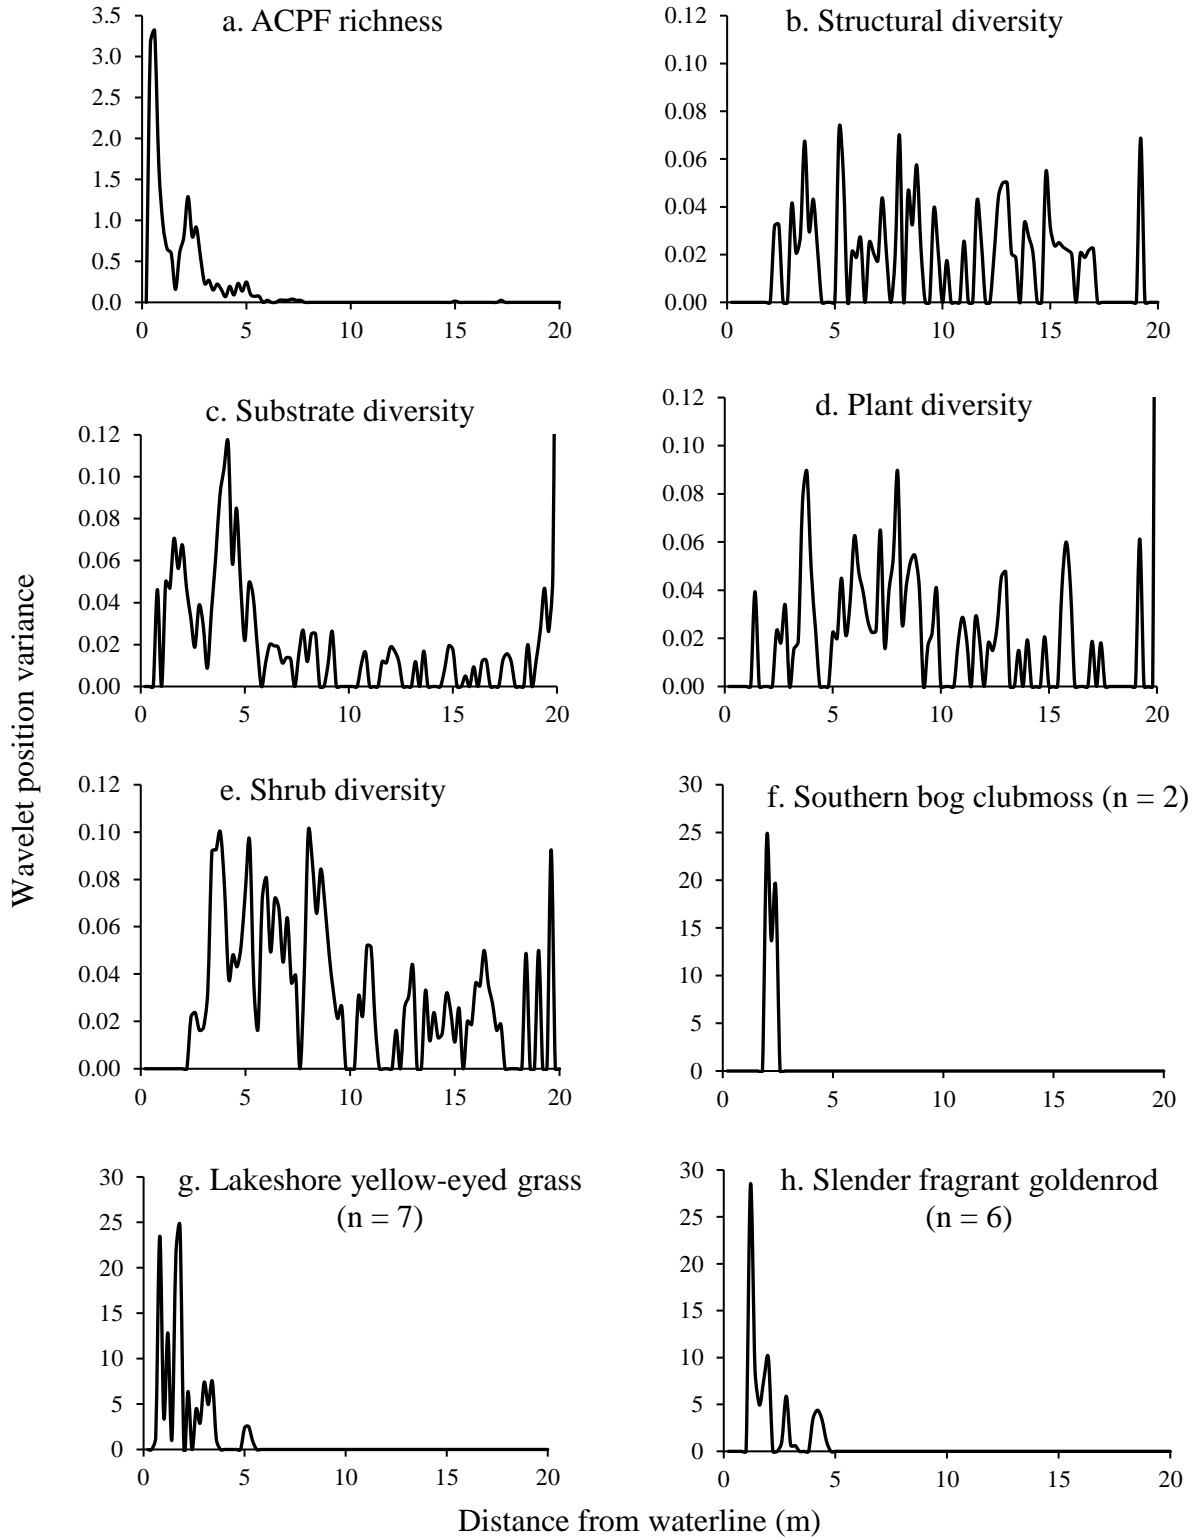 a. ACPF richness
3.5
3.0
2.5
2.0
1.5
1.0
0.5
0.0
0 5 10 15 20
b. Structural diversity
0.12
0.10
0.08
0.06
0.04
0.02
0.00
0 5 10 15 20
c. Substrate diversity
0.12
0.10
0.08
0.06
0.04
0.02
0.00
0 5 10 15 20
d. Plant diversity
0.12
0.10
0.08
0.06
0.04
0.02
0.00
0 5 10 15 20
Wavelet position variance
e. Shrub diversity
0.12
0.10
0.08
0.06
0.04
0.02
0.00
0 5 10 15 20
f. Southern bog clubmoss (n = 2)
30
25
20
15
10
5
0
0 5 10 15 20
g. Lakeshore yellow-eyed grass
(n = 7)
30
25
20
15
10
5
0
0 5 10 15 20
h. Slender fragrant goldenrod
(n = 6)
30
25
20
15
10
5
0
0 5 10 15 20
Distance from waterline (m)